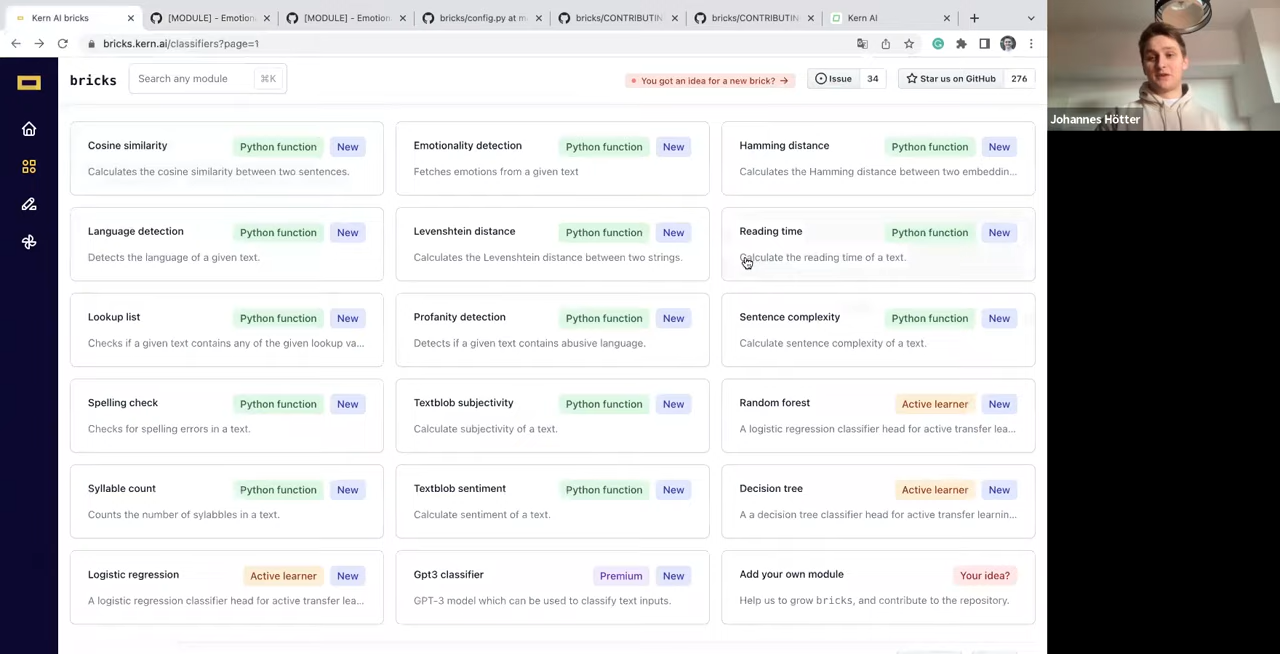 Kern AI bricks
[MODULE] - Emotion
[MODULE] - Emotion
bricks/config.py at m
bricks/CONTRIBUTIN
bricks/CONTRIBUTIN
Kern AI
bricks.kern.ai/classifiers?page=1
bricks
Search any module
⌘K
You got an idea for a new brick? →
Issue 34
Star us on GitHub 276
Cosine similarity Python function New
Calculates the cosine similarity between two sentences.
Emotionality detection Python function New
Fetches emotions from a given text
Hamming distance Python function New
Calculates the Hamming distance between two embeddin...
Language detection Python function New
Detects the language of a given text.
Levenshtein distance Python function New
Calculates the Levenshtein distance between two strings.
Reading time Python function New
Calculate the reading time of a text.
Lookup list Python function New
Checks if a given text contains any of the given lookup va...
Profanity detection Python function New
Detects if a given text contains abusive language.
Sentence complexity Python function New
Calculate sentence complexity of a text.
Spelling check Python function New
Checks for spelling errors in a text.
Textblob subjectivity Python function New
Calculate subjectivity of a text.
Random forest Active learner New
A logistic regression classifier head for active transfer lea...
Syllable count Python function New
Counts the number of sylabbles in a text.
Textblob sentiment Python function New
Calculate sentiment of a text.
Decision tree Active learner New
A a decision tree classifier head for active transfer learnin...
Logistic regression Active learner New
A logistic regression classifier head for active transfer lea...
Gpt3 classifier Premium New
GPT-3 model which can be used to classify text inputs.
Add your own module Your idea?
Help us to grow bricks, and contribute to the repository.
Johannes Hötter